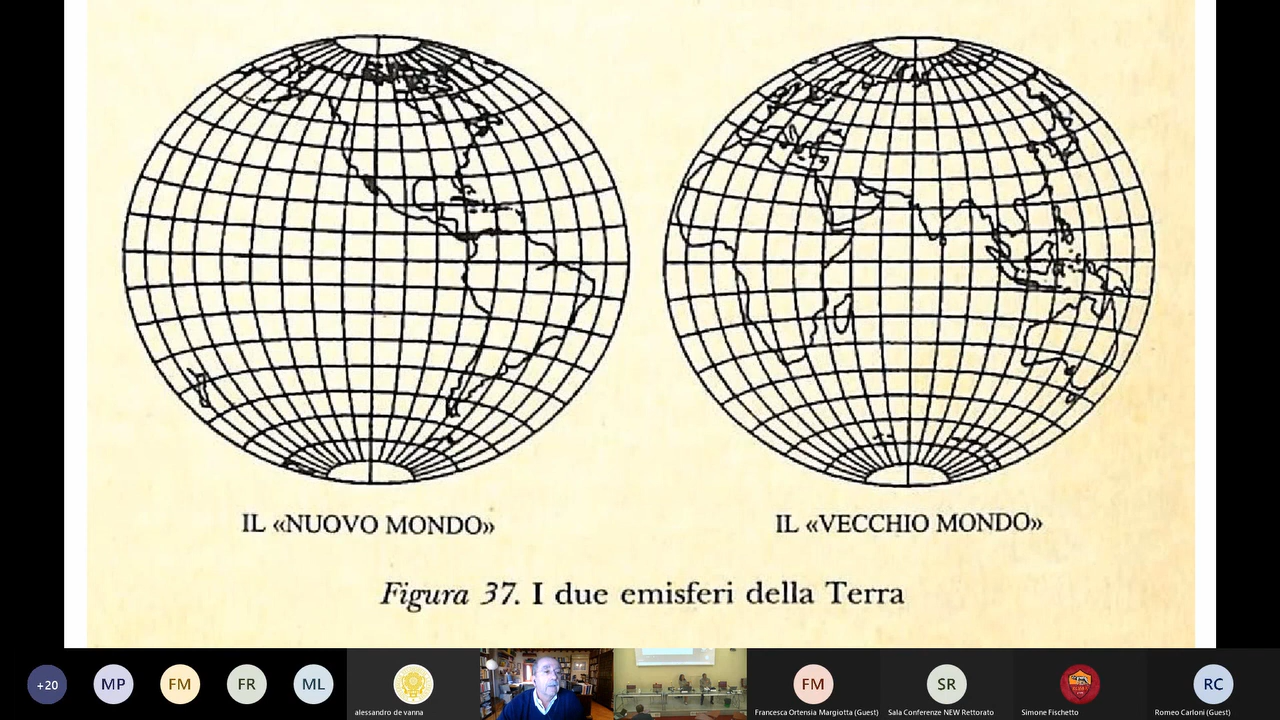 IL «NUOVO MONDO»
IL «VECCHIO MONDO»
Figura 37. I due emisferi della Terra
+20
MP
FM
FR
ML
alessandro de vanna
FM
Francesca Ortensia Margiotta (Guest)
SR
Sala Conferenze NEW Rettorato
Simone Fischetto
RC
Romeo Carloni (Guest)